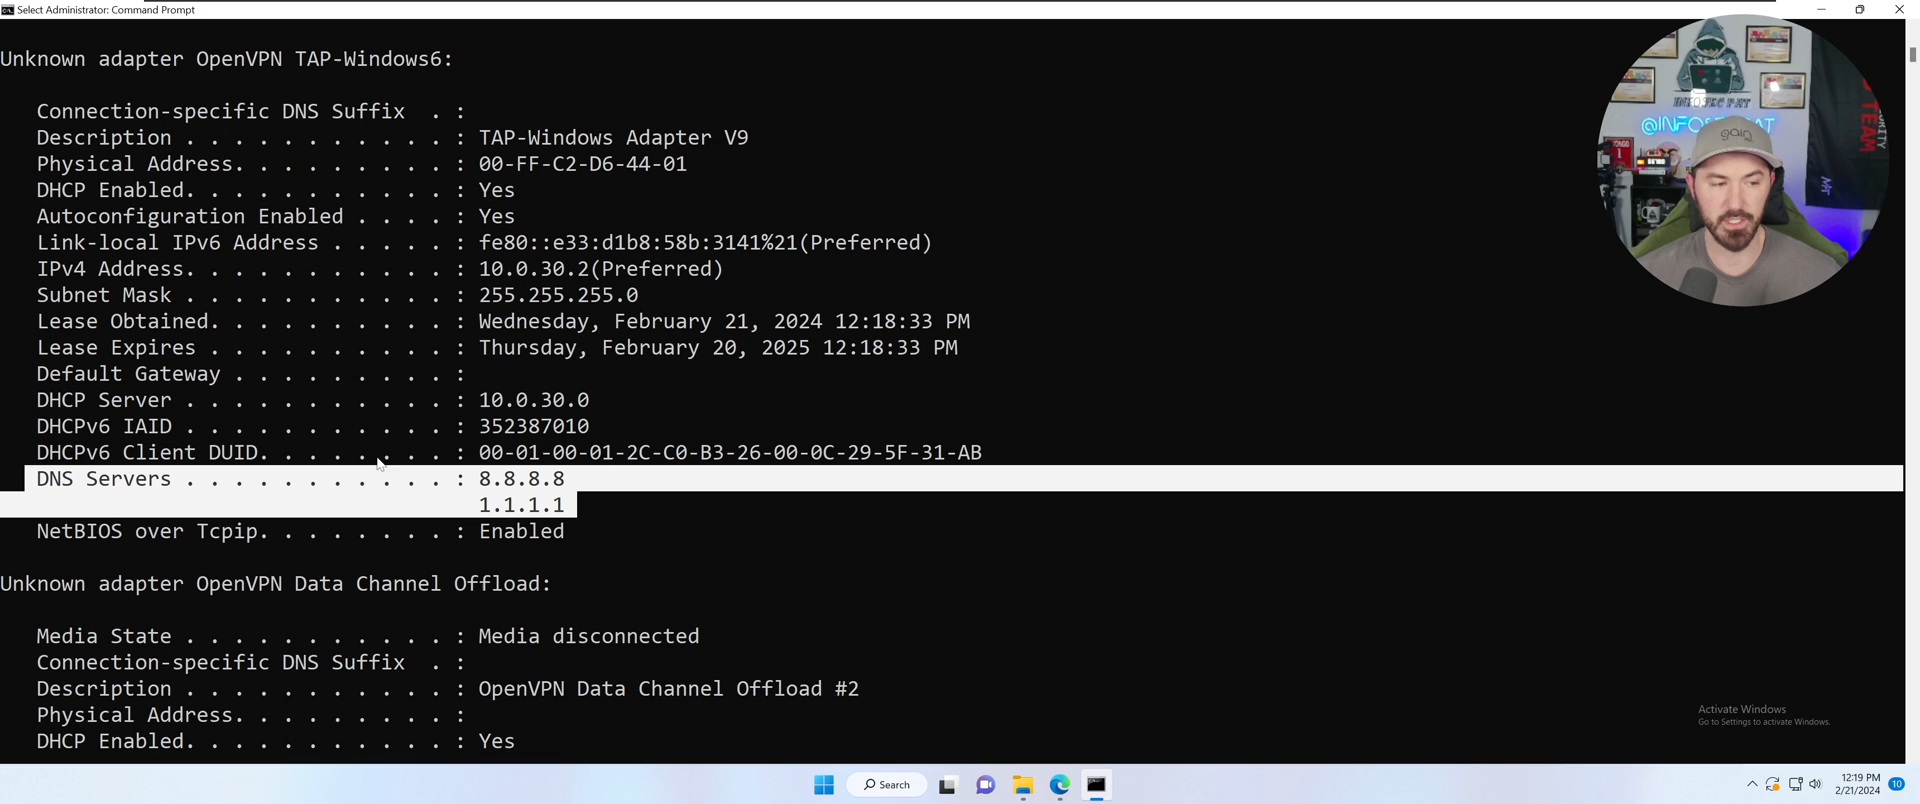 Select Administrator: Command Prompt
Unknown adapter OpenVPN TAP-Windows6:
Connection-specific DNS Suffix . :
Description . . . . . . . . . . . : TAP-Windows Adapter V9
Physical Address. . . . . . . . . : 00-FF-C2-D6-44-01
DHCP Enabled. . . . . . . . . . . : Yes
Autoconfiguration Enabled . . . . : Yes
Link-local IPv6 Address . . . . . : fe80::e33:d1b8:58b:3141%21(Preferred)
IPv4 Address. . . . . . . . . . . : 10.0.30.2(Preferred)
Subnet Mask . . . . . . . . . . . : 255.255.255.0
Lease Obtained. . . . . . . . . . : Wednesday, February 21, 2024 12:18:33 PM
Lease Expires . . . . . . . . . . : Thursday, February 20, 2025 12:18:33 PM
Default Gateway . . . . . . . . . :
DHCP Server . . . . . . . . . . . : 10.0.30.0
DHCPv6 IAID . . . . . . . . . . . : 352387010
DHCPv6 Client DUID. . . . . . . . : 00-01-00-01-2C-C0-B3-26-00-0C-29-5F-31-AB
DNS Servers . . . . . . . . . . . : 8.8.8.8
1.1.1.1
NetBIOS over Tcpip. . . . . . . . : Enabled
Unknown adapter OpenVPN Data Channel Offload:
Media State . . . . . . . . . . . : Media disconnected
Connection-specific DNS Suffix . :
Description . . . . . . . . . . . : OpenVPN Data Channel Offload #2
Physical Address. . . . . . . . . :
DHCP Enabled. . . . . . . . . . . : Yes
INFOSEC PAT
TEAM
gain
Activate Windows
Go to Settings to activate Windows.
Search
12:19 PM
2/21/2024
10